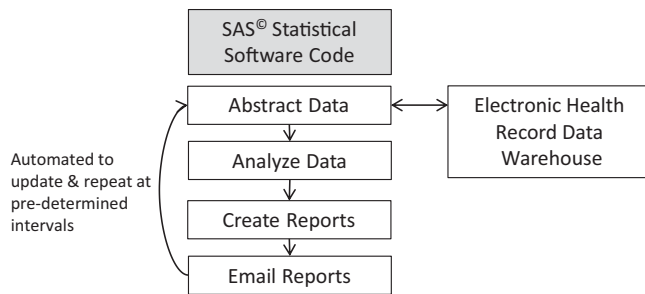 SAS© Statistical
Software Code
Abstract Data
Electronic Health
Record Data
Warehouse
Analyze Data
Automated to
update & repeat at
pre-determined
intervals
Create Reports
Email Reports